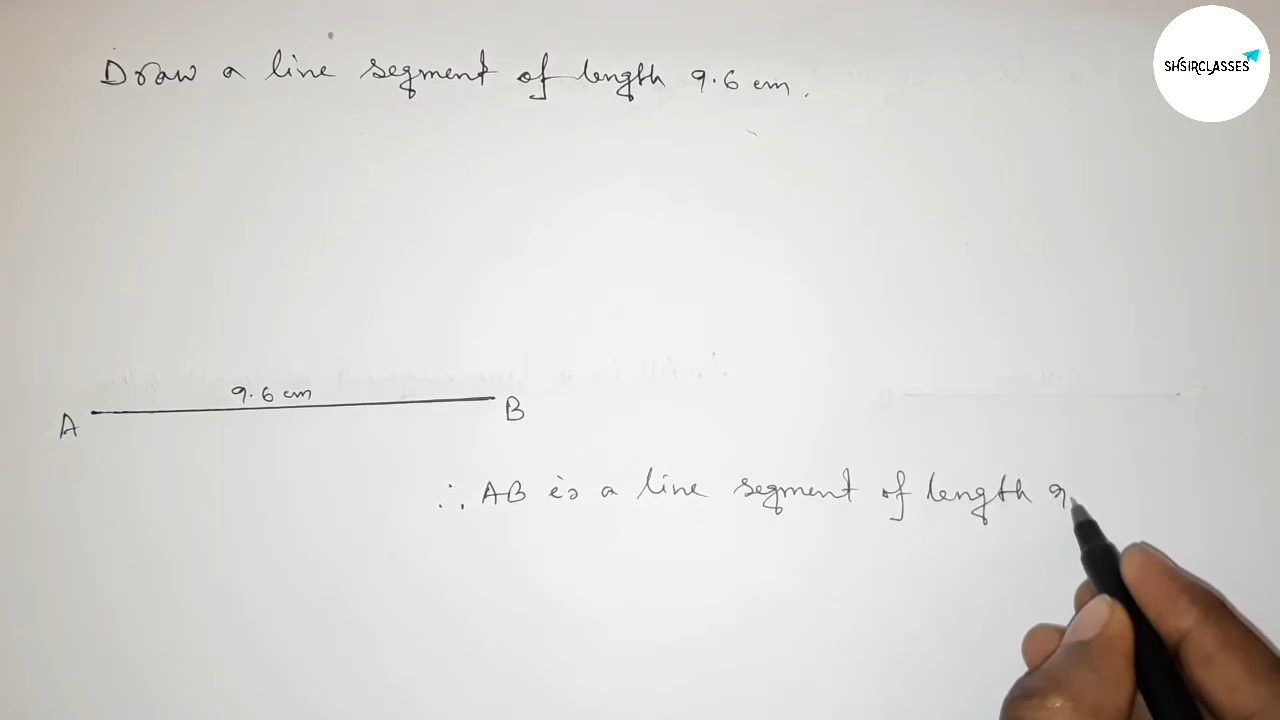 Draw a line segment of length 9.6 cm.
SHSIRCLASSES
9.6 cm
A B
∴ AB is a line segment of length 9